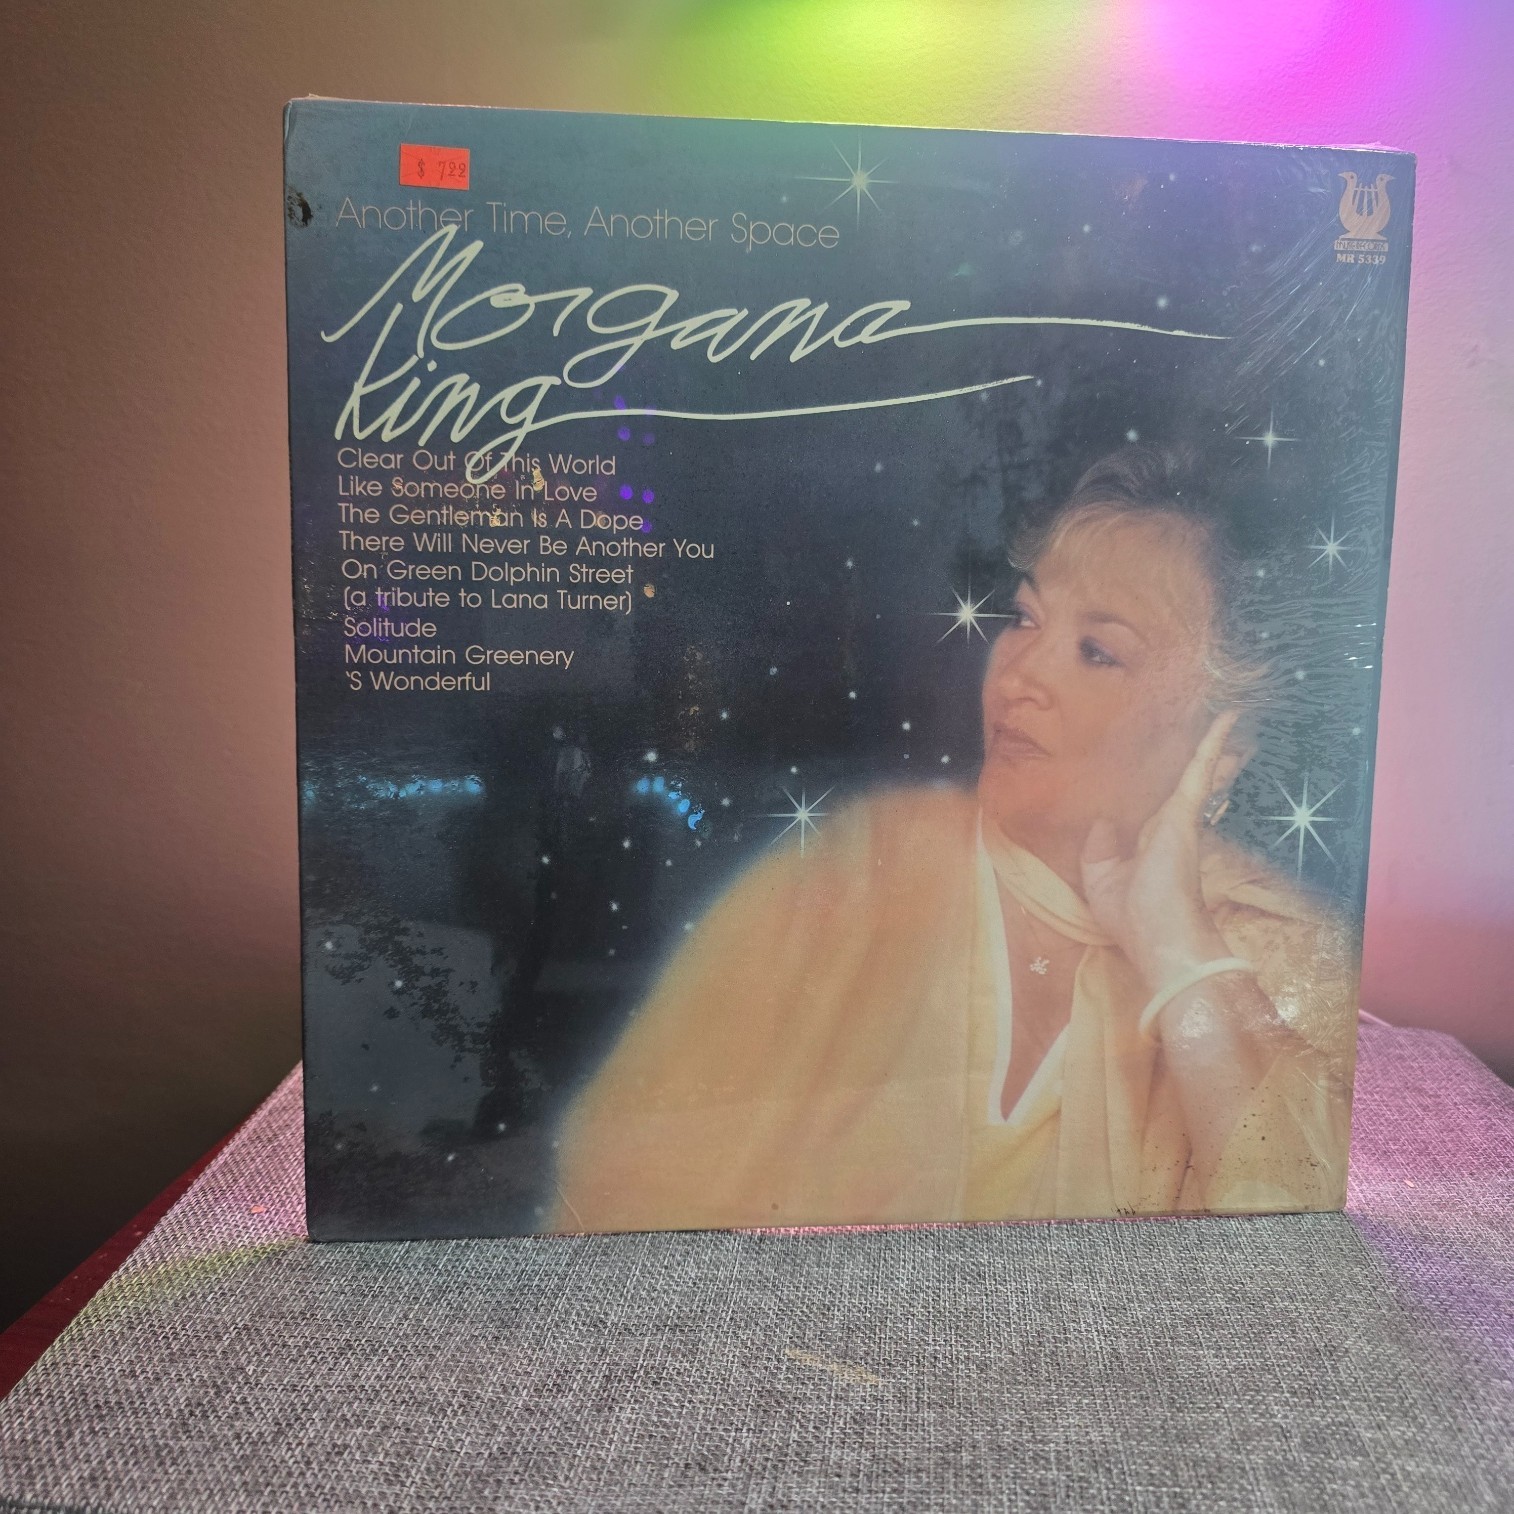 $ 7.22
Another Time, Another Space
Morgana
King
Clear Out Of This World
Like Someone In Love
The Gentleman Is A Dope
There Will Never Be Another You
On Green Dolphin Street
(a tribute to Lana Turner)
Solitude
Mountain Greenery
'S Wonderful
MR 5339